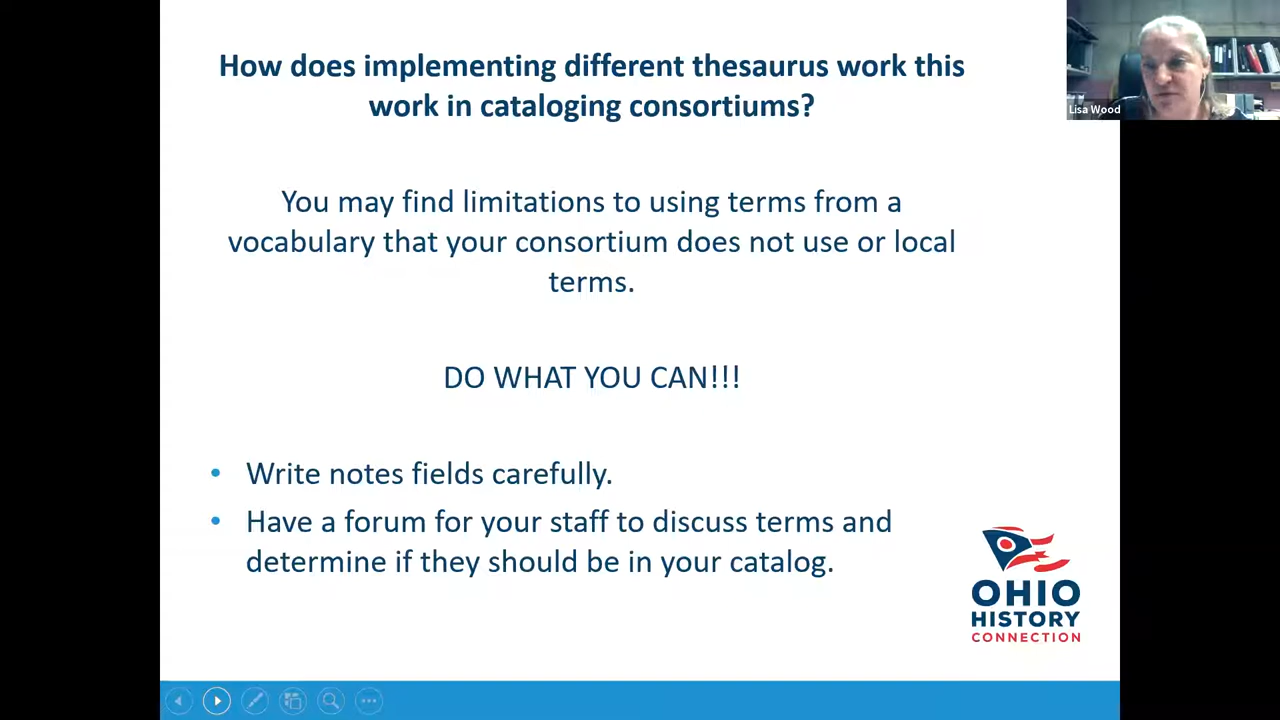 How does implementing different thesaurus work this
work in cataloging consortiums?
You may find limitations to using terms from a
vocabulary that your consortium does not use or local
terms.
DO WHAT YOU CAN!!!
• Write notes fields carefully.
• Have a forum for your staff to discuss terms and
determine if they should be in your catalog.
OHIO
HISTORY
CONNECTION
Lisa Wood